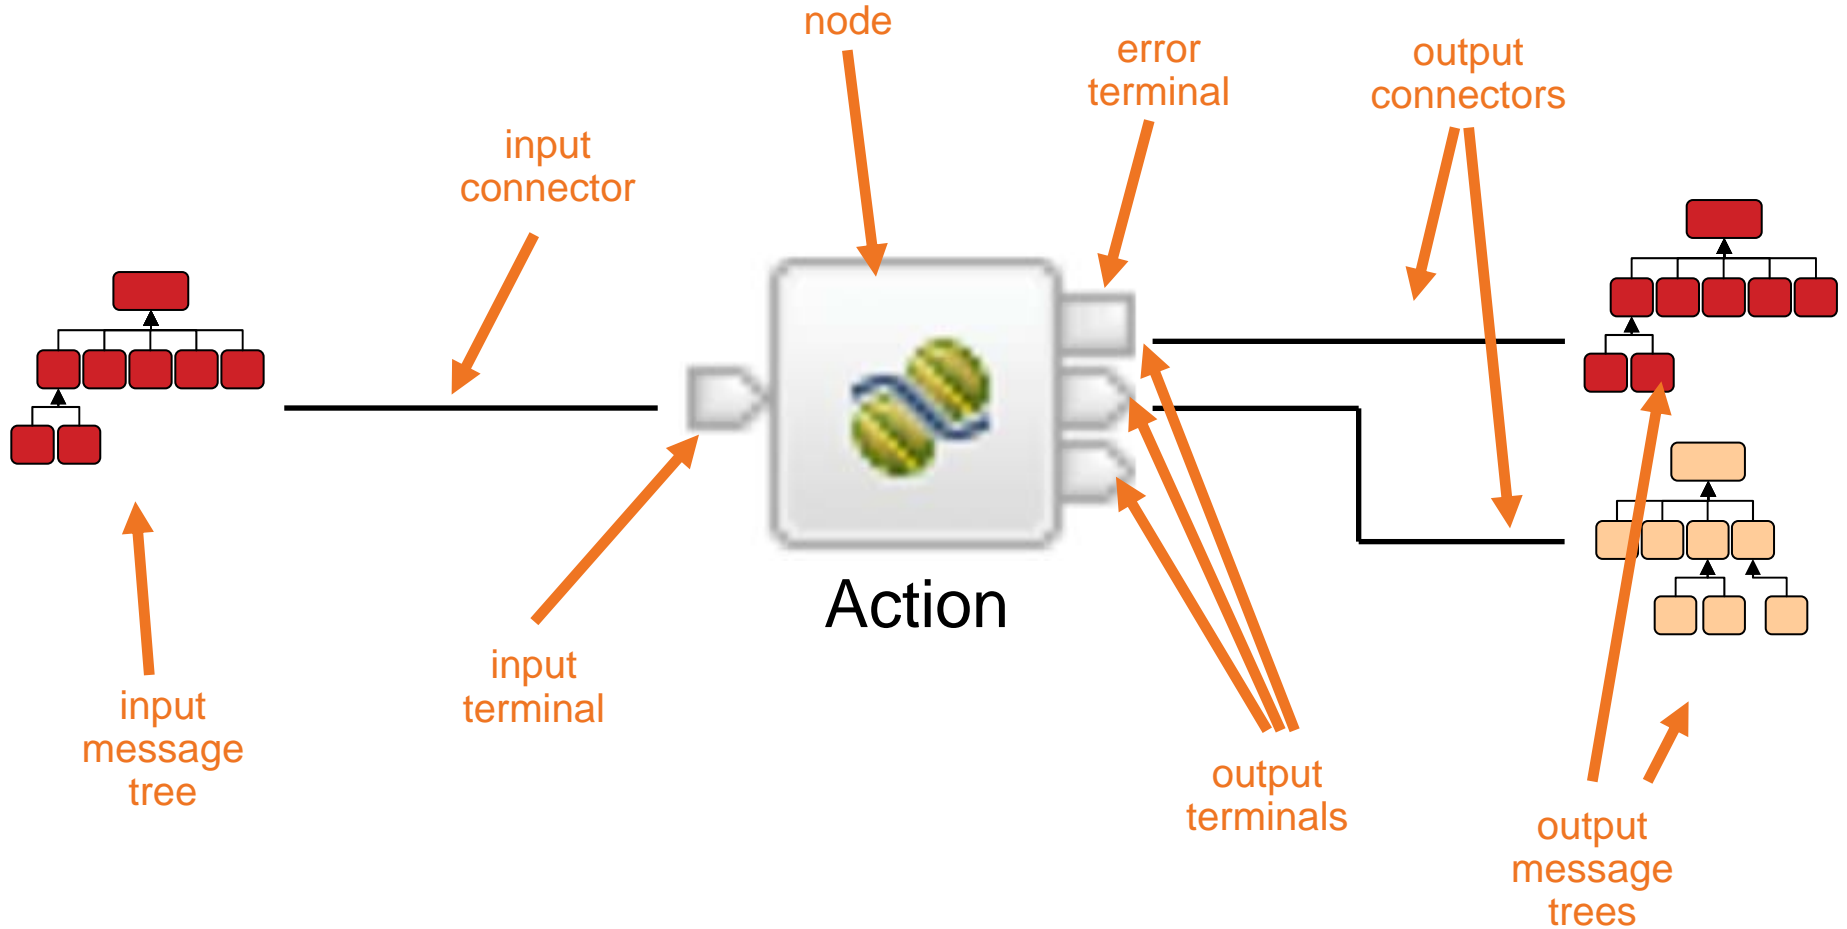 node
error
terminal
output
connectors
input
connector
Action
input
terminal
input
message
tree
output
terminals
output
message
trees